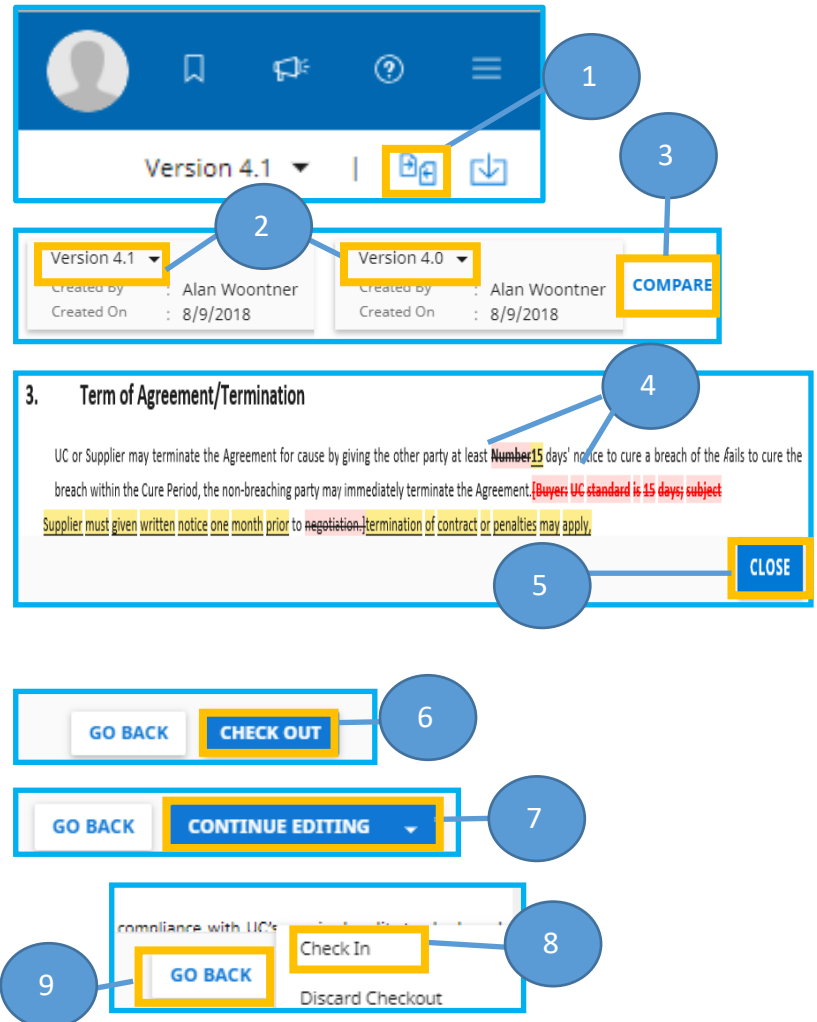 1
Version 4.1 |
3
2
Version 4.1
Version 4.0
Created By : Alan Woontner
Created By : Alan Woontner
COMPARE
Created On : 8/9/2018
Created On : 8/9/2018
4
3. Term of Agreement/Termination
UC or Supplier may terminate the Agreement for cause by giving the other party at least Number15 days' notice to cure a breach of the fails to cure the
breach within the Cure Period, the non-breaching party may immediately terminate the Agreement.[Buyer: UC standard is 15 days; subject
Supplier must given written notice one month prior to negotiation.]termination of contract or penalties may apply,
CLOSE
5
6
GO BACK CHECK OUT
7
GO BACK CONTINUE EDITING
compliance with UC's
8
Check In
GO BACK
9
Discard Checkout